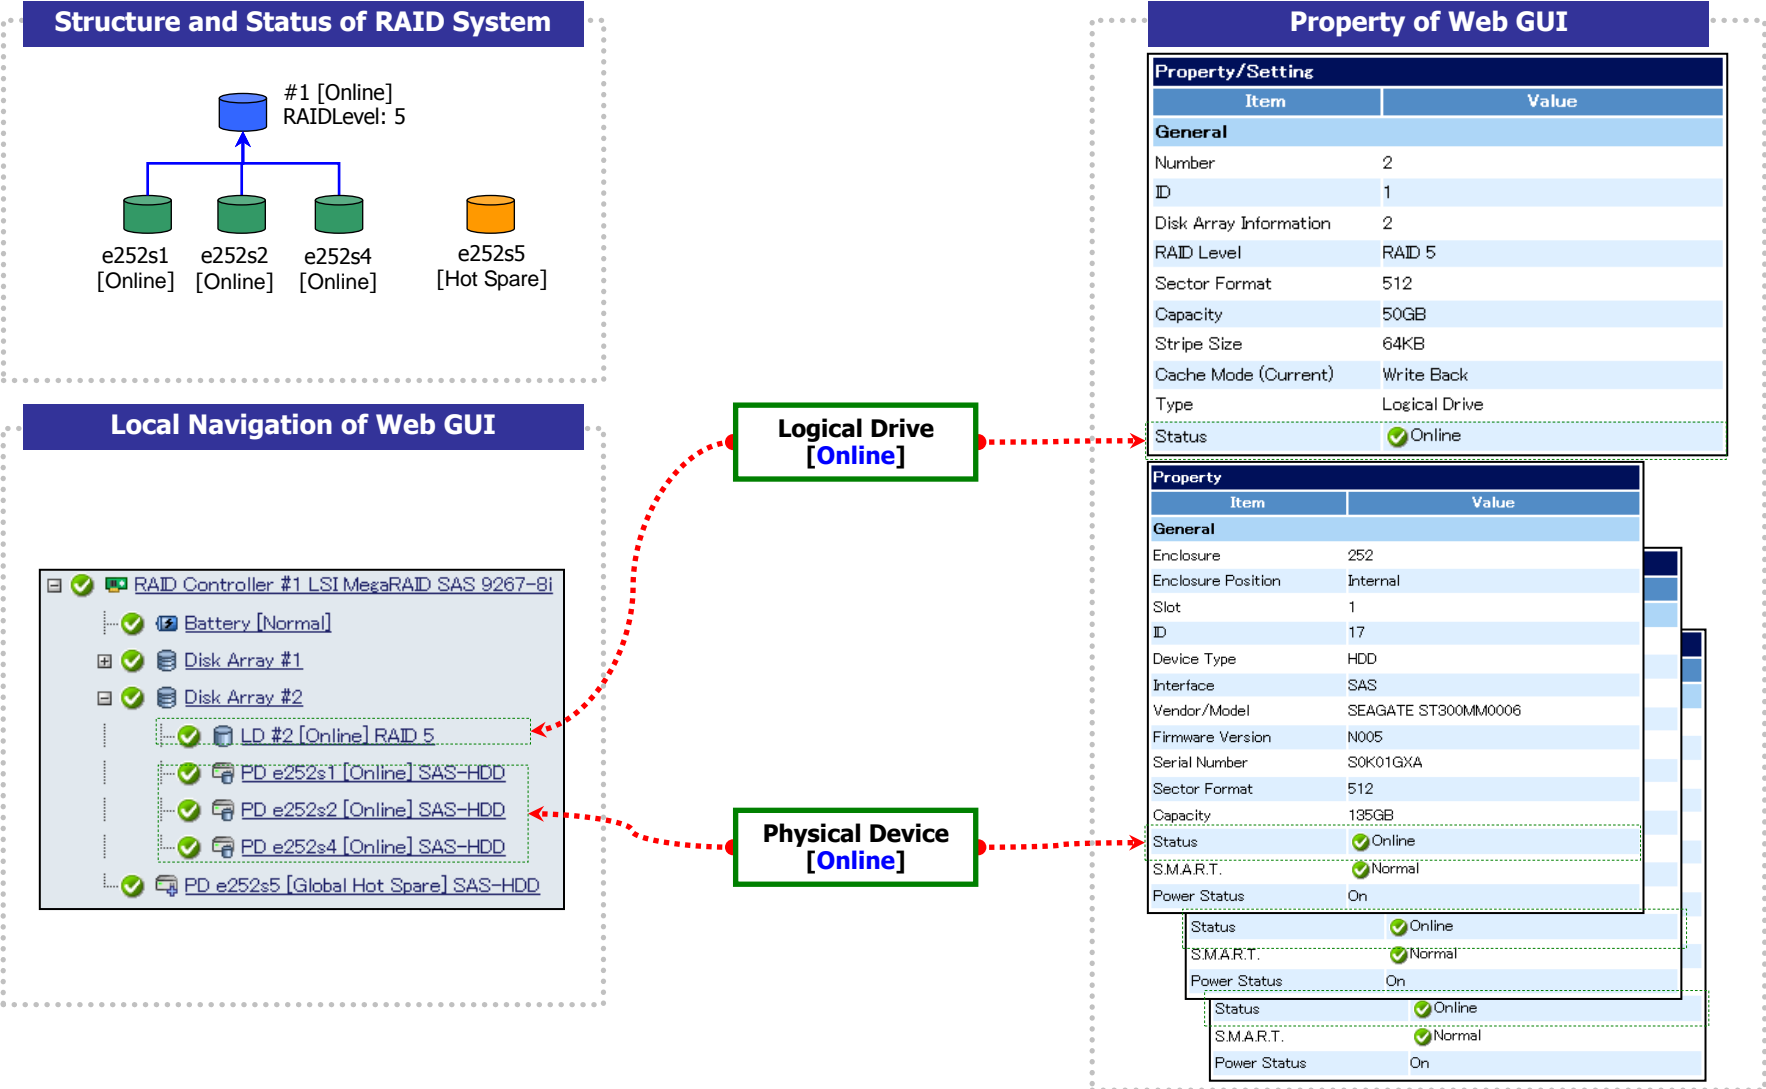 Structure and Status of RAID System
#1 [Online]
RAIDLevel: 5
e252s1
[Online]
e252s2
[Online]
e252s4
[Online]
e252s5
[Hot Spare]
Local Navigation of Web GUI
RAID Controller #1 LSI MegaRAID SAS 9267-8i
Battery [Normal]
Disk Array #1
Disk Array #2
LD #2 [Online] RAID 5
PD e252s1 [Online] SAS-HDD
PD e252s2 [Online] SAS-HDD
PD e252s4 [Online] SAS-HDD
PD e252s5 [Global Hot Spare] SAS-HDD
Logical Drive
[Online]
Physical Device
[Online]
Property of Web GUI
Property/Setting
Item Value
General
Number 2
ID 1
Disk Array Information 2
RAID Level RAID 5
Sector Format 512
Capacity 50GB
Stripe Size 64KB
Cache Mode (Current) Write Back
Type Logical Drive
Status Online
Property
Item Value
General
Enclosure 252
Enclosure Position Internal
Slot 1
ID 17
Device Type HDD
Interface SAS
Vendor/Model SEAGATE ST300MM0006
Firmware Version N005
Serial Number S0K01GXA
Sector Format 512
Capacity 135GB
Status Online
S.M.A.R.T. Normal
Power Status On
Status Online
S.M.A.R.T. Normal
Power Status On
Status Online
S.M.A.R.T. Normal
Power Status On